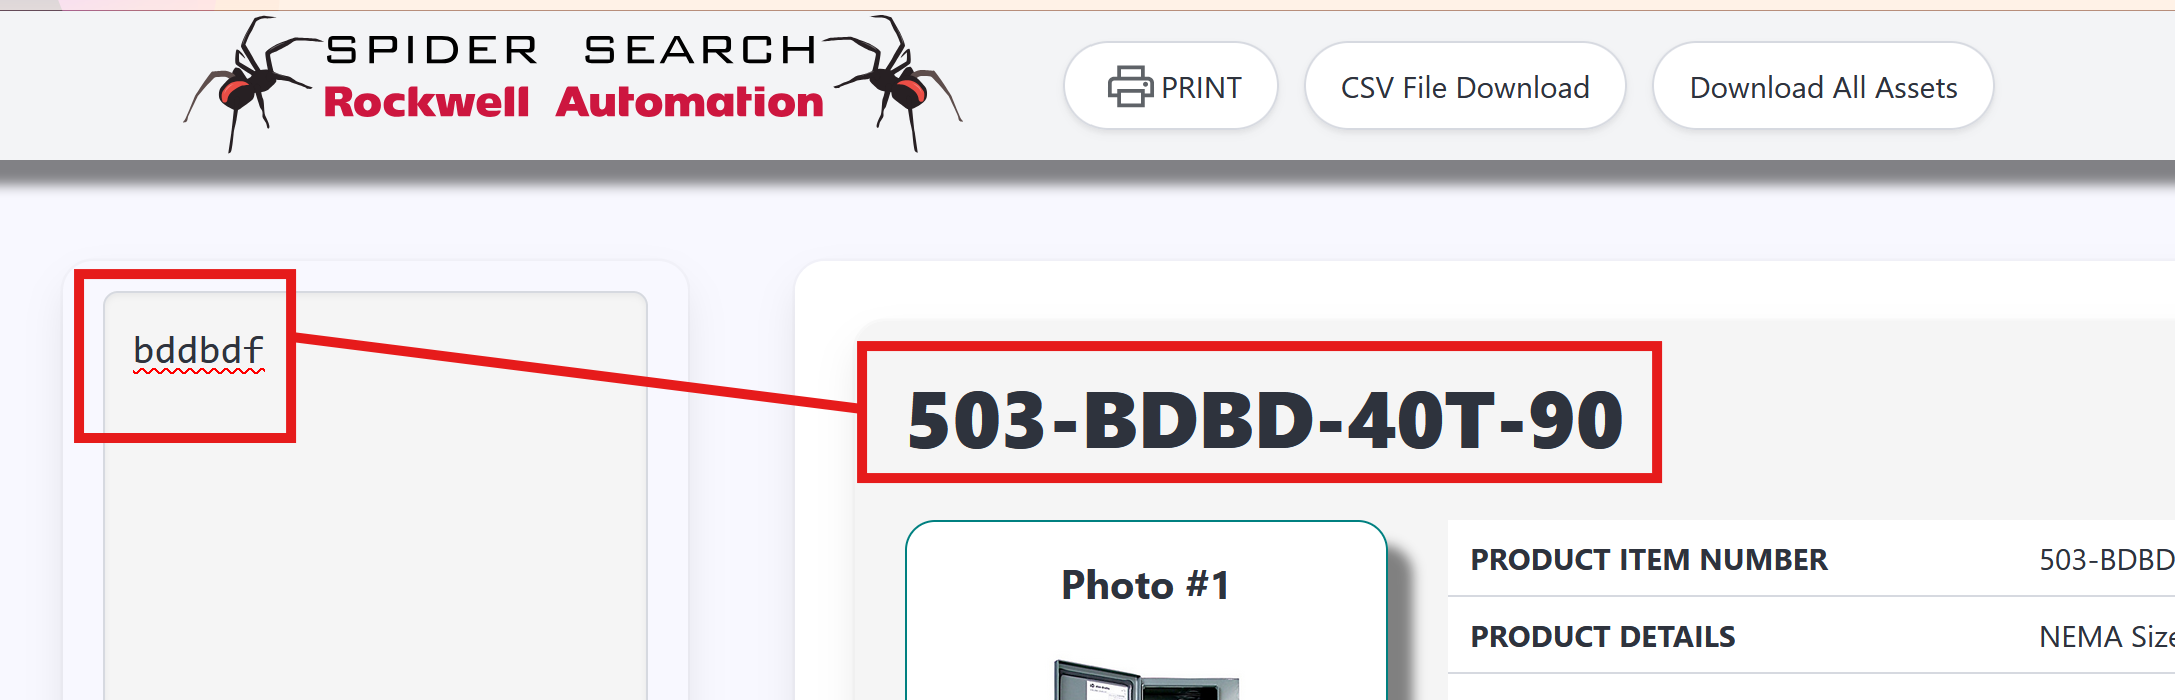 SPIDER SEARCH
Rockwell Automation
PRINT
CSV File Download
Download All Assets
bddbdf
503-BDBD-40T-90
Photo #1
PRODUCT ITEM NUMBER 503-BDBD
PRODUCT DETAILS NEMA Size